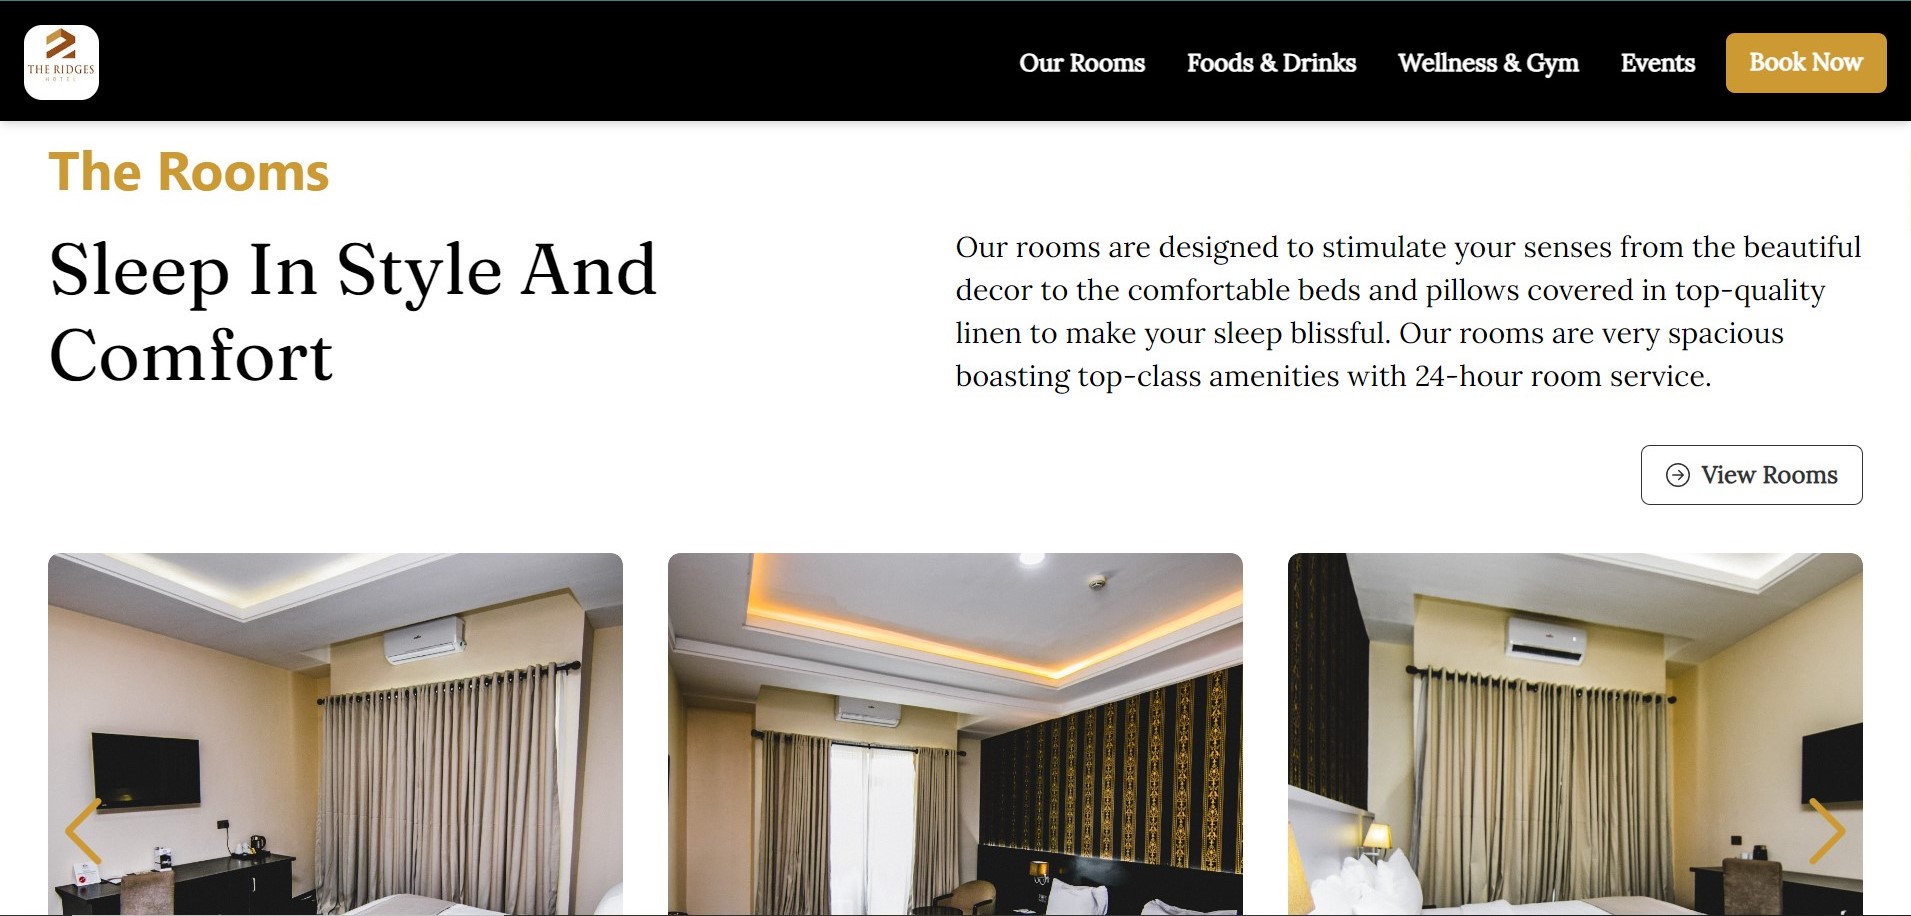 THE RIDGES
HOTEL
Our Rooms
Foods & Drinks
Wellness & Gym
Events
Book Now
The Rooms
Sleep In Style And
Comfort
Our rooms are designed to stimulate your senses from the beautiful
decor to the comfortable beds and pillows covered in top-quality
linen to make your sleep blissful. Our rooms are very spacious
boasting top-class amenities with 24-hour room service.
View Rooms